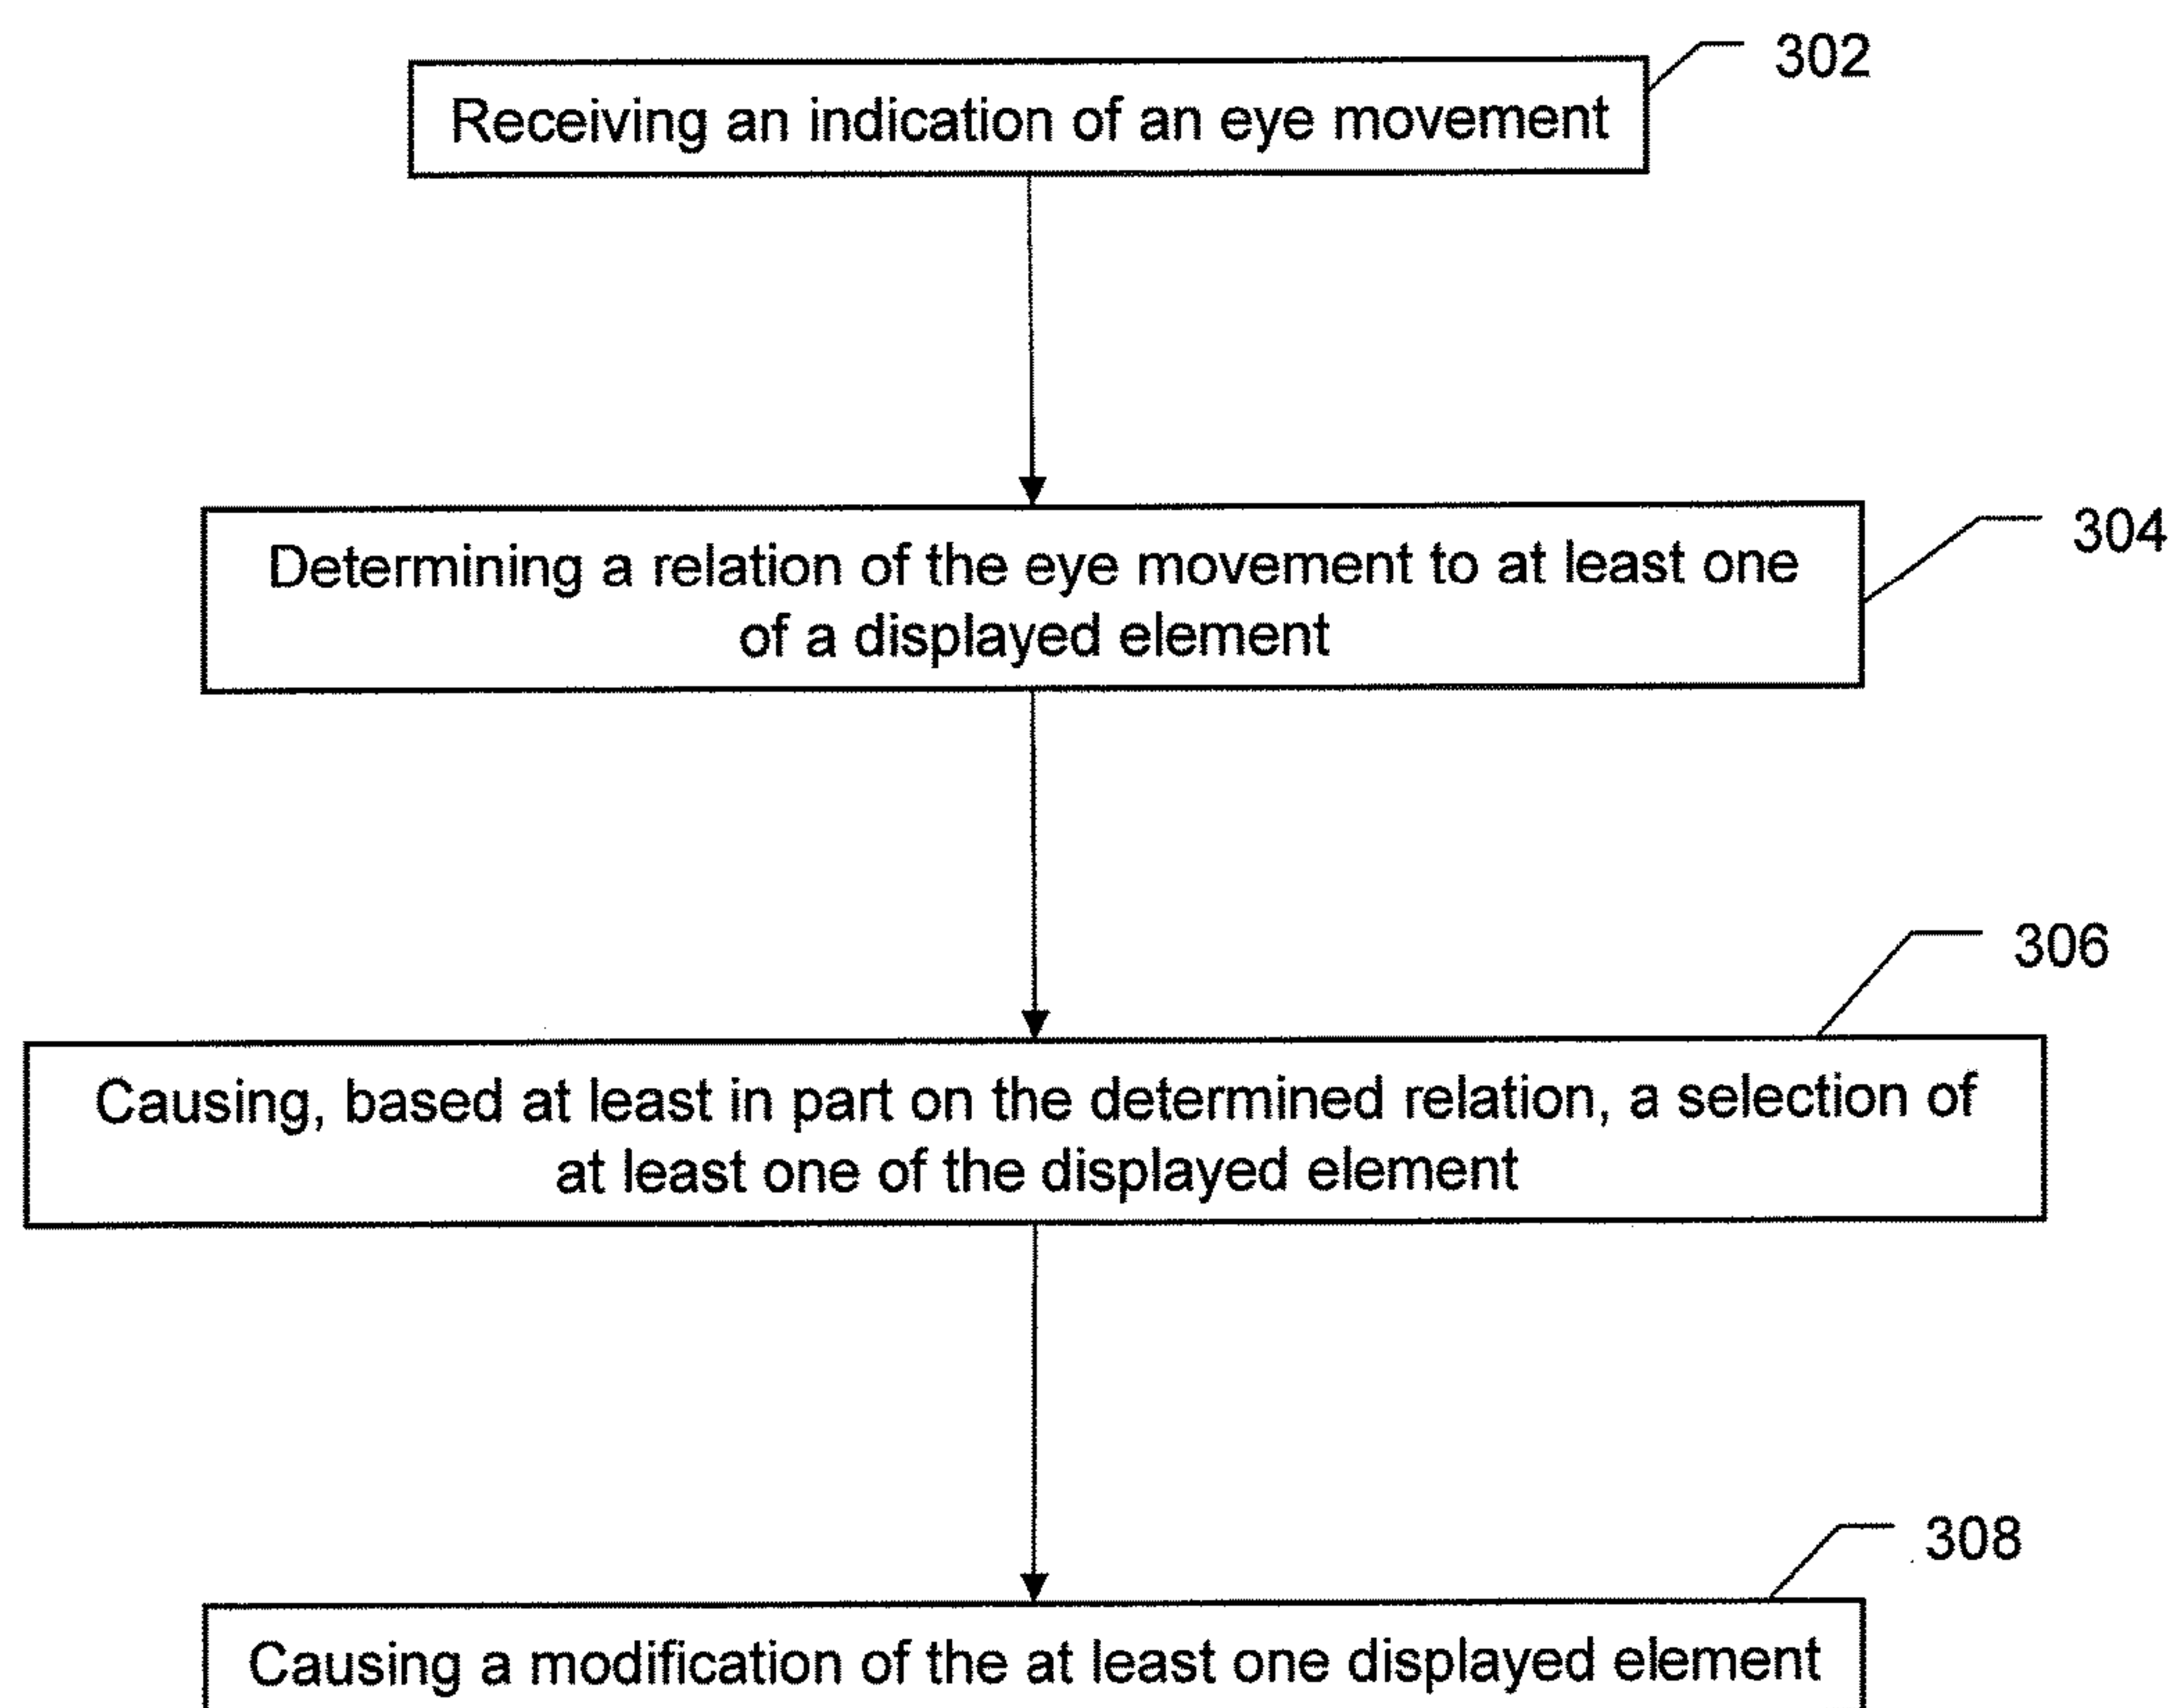 302
Receiving an indication of an eye movement
304
Determining a relation of the eye movement to at least one
of a displayed element
306
Causing, based at least in part on the determined relation, a selection of
at least one of the displayed element
308
Causing a modification of the at least one displayed element